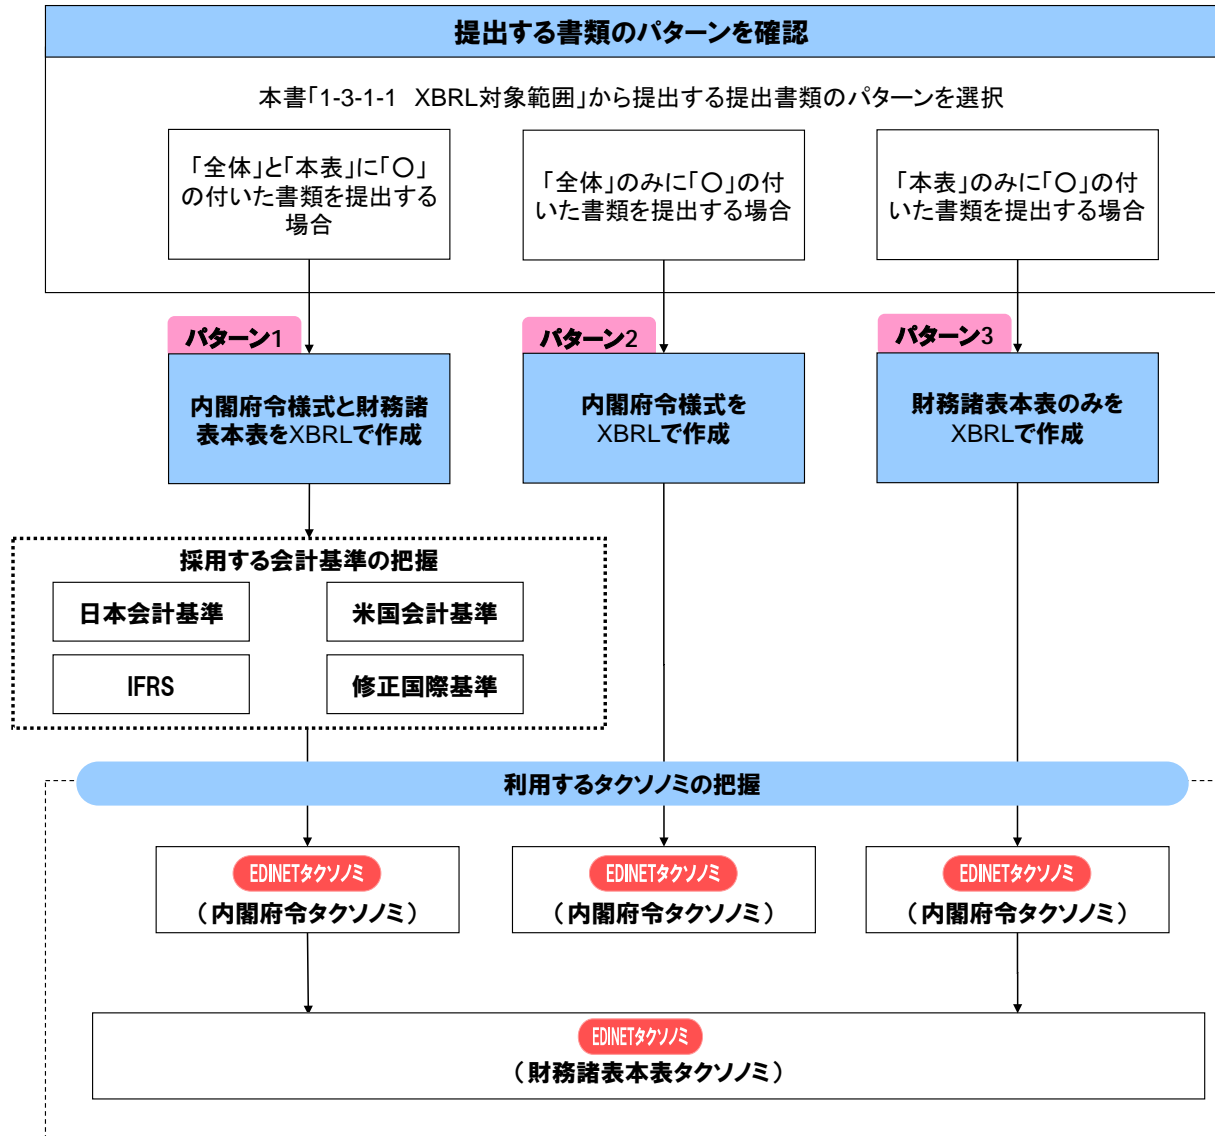 提出する書類のパターンを確認
本書「1-3-1-1 XBRL対象範囲」から提出する提出書類のパターンを選択
「全体」と「本表」に「〇」
の付いた書類を提出する
場合
「全体」のみに「〇」の付
いた書類を提出する場合
「本表」のみに「〇」の付
いた書類を提出する場合
パターン1
パターン2
パターン3
内閣府令様式と財務諸
表本表をXBRLで作成
内閣府令様式を
XBRLで作成
財務諸表本表のみを
XBRLで作成
採用する会計基準の把握
日本会計基準
米国会計基準
IFRS
修正国際基準
利用するタクソノミの把握
EDINETタクソノミ
（内閣府令タクソノミ）
EDINETタクソノミ
（内閣府令タクソノミ）
EDINETタクソノミ
（内閣府令タクソノミ）
EDINETタクソノミ
（財務諸表本表タクソノミ）